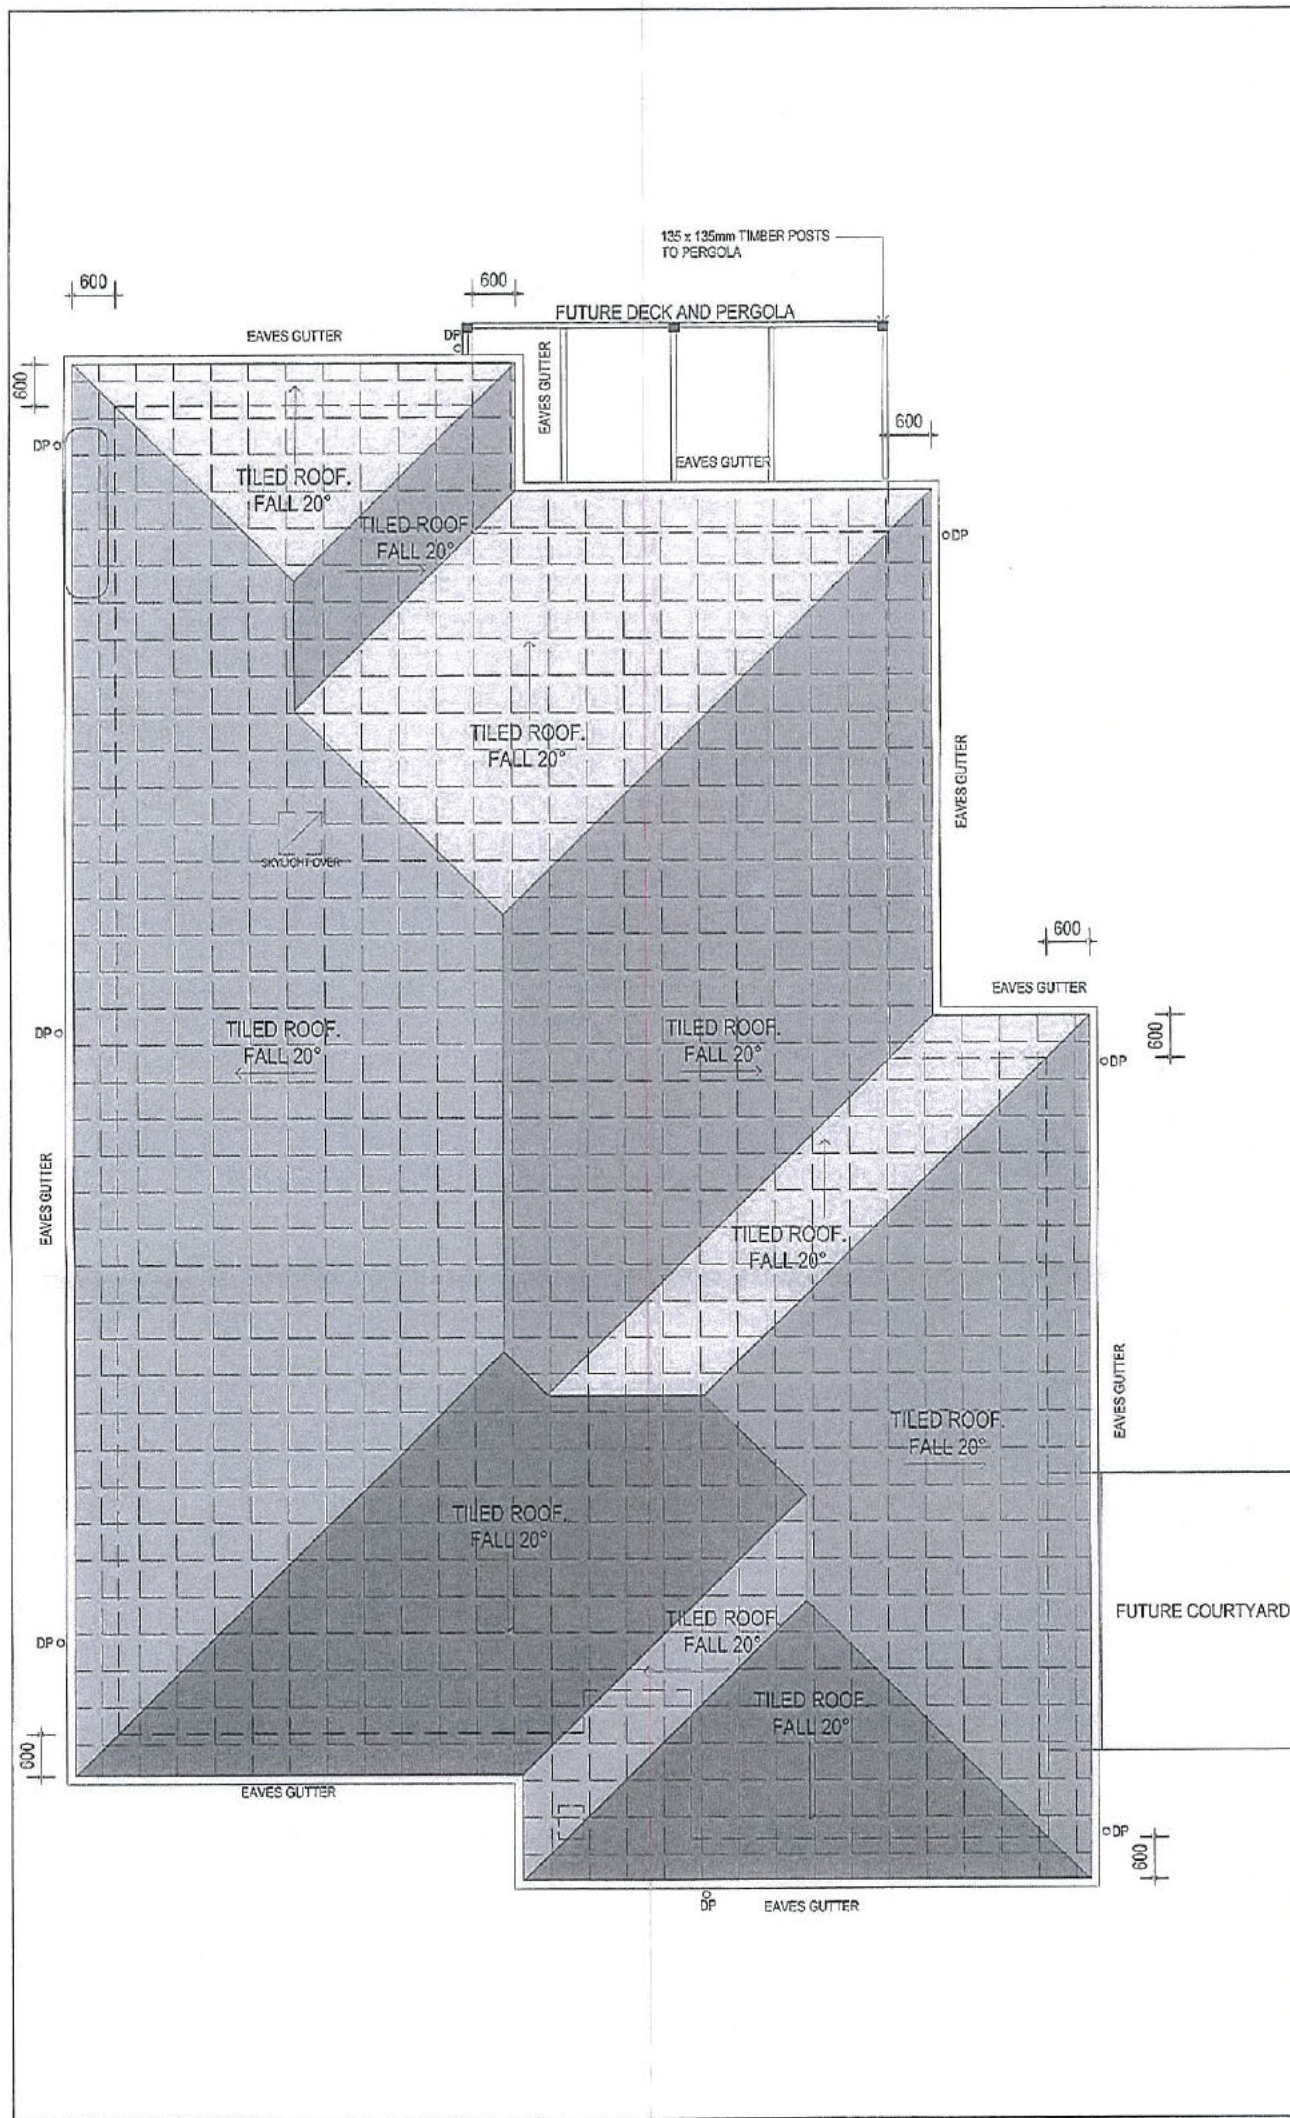 135 x 135mm TIMBER POSTS
TO PERGOLA
600
600
FUTURE DECK AND PERGOLA
EAVES GUTTER
DP
EAVES GUTTER
600
600
DP
EAVES GUTTER
TILED ROOF.
FALL 20°
TILED ROOF
FALL 20°
DP
TILED ROOF.
FALL 20°
EAVES GUTTER
SKYLIGHT OVER
600
EAVES GUTTER
TILED ROOF.
FALL 20°
TILED ROOF.
FALL 20°
DP
600
DP
EAVES GUTTER
TILED ROOF.
FALL 20°
EAVES GUTTER
TILED ROOF.
FALL 20°
TILED ROOF.
FALL 20°
FUTURE COURTYARD
TILED ROOF.
FALL 20°
DP
TILED ROOF.
FALL 20°
600
EAVES GUTTER
DP
600
DP
EAVES GUTTER